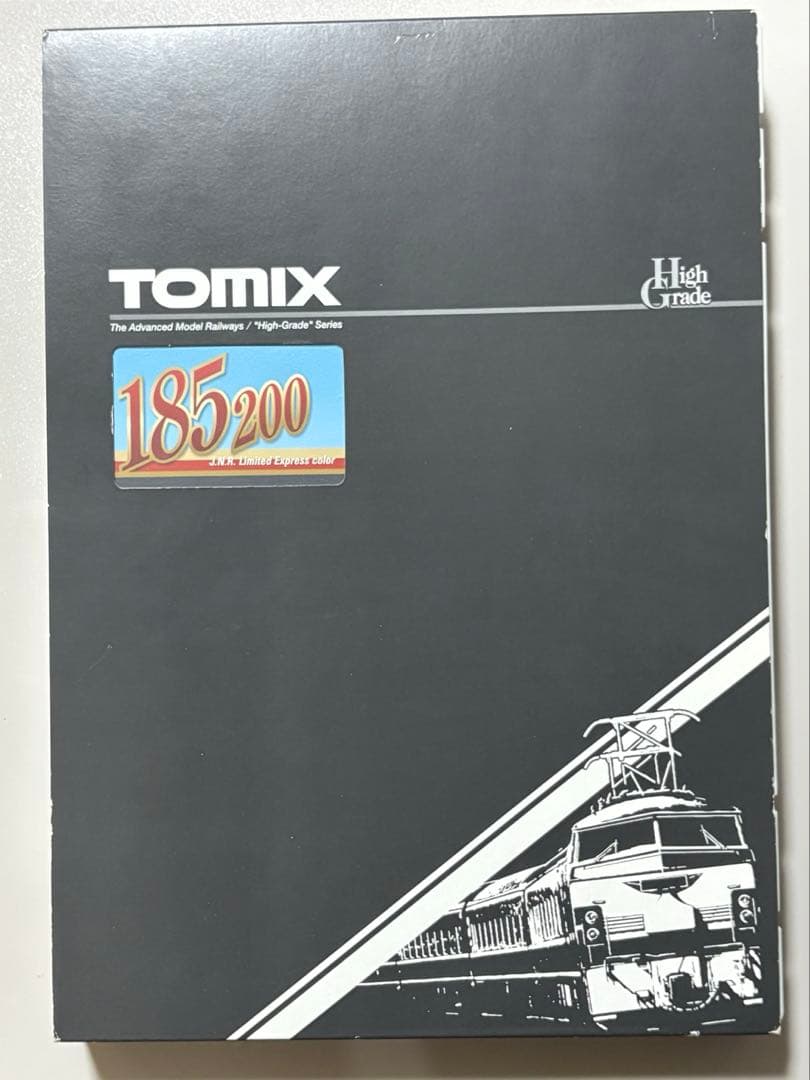 TOMIX
High
Grade
The Advanced Model Railways / "High-Grade" Series
185 200
J.N.R. Limited Express color